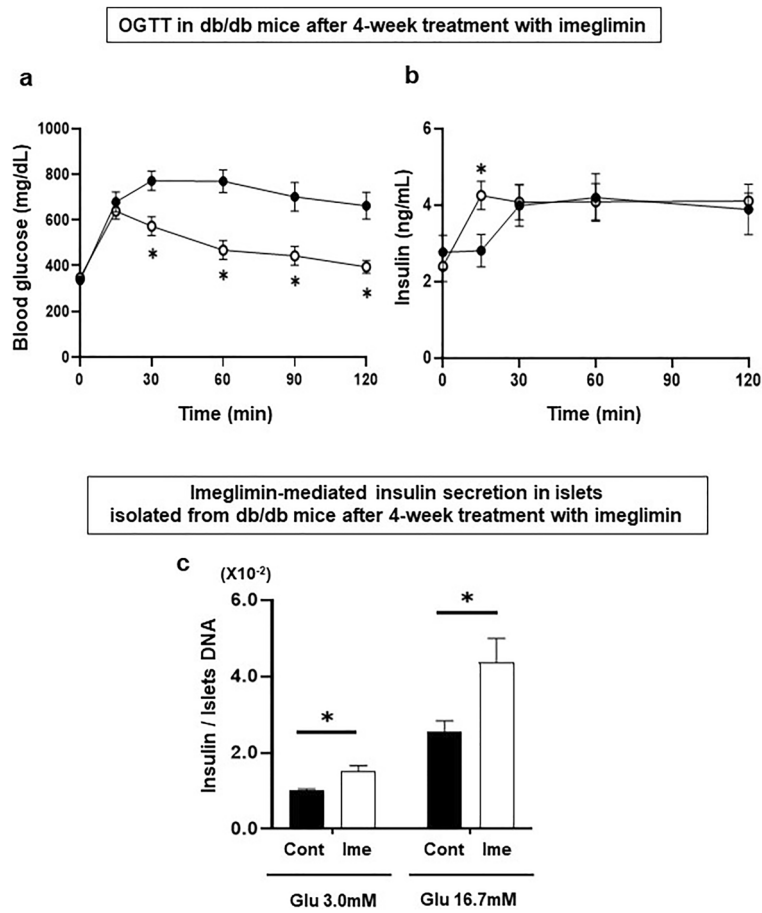 OGTT in db/db mice after 4-week treatment with imeglimin
a
Blood glucose (mg/dL)
1000
800
600
400
200
0
*
*
*
*
0 30 60 90 120
Time (min)
b
Insulin (ng/mL)
6
4
2
0
*
0 30 60 90 120
Time (min)
Imeglimin-mediated insulin secretion in islets
isolated from db/db mice after 4-week treatment with imeglimin
c
(X10-2)
Insulin / Islets DNA
6.0
4.0
2.0
0.0
*
*
Cont Ime Cont Ime
Glu 3.0mM Glu 16.7mM